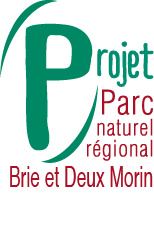 Projet
Parc
naturel
régional
Brie et Deux Morin